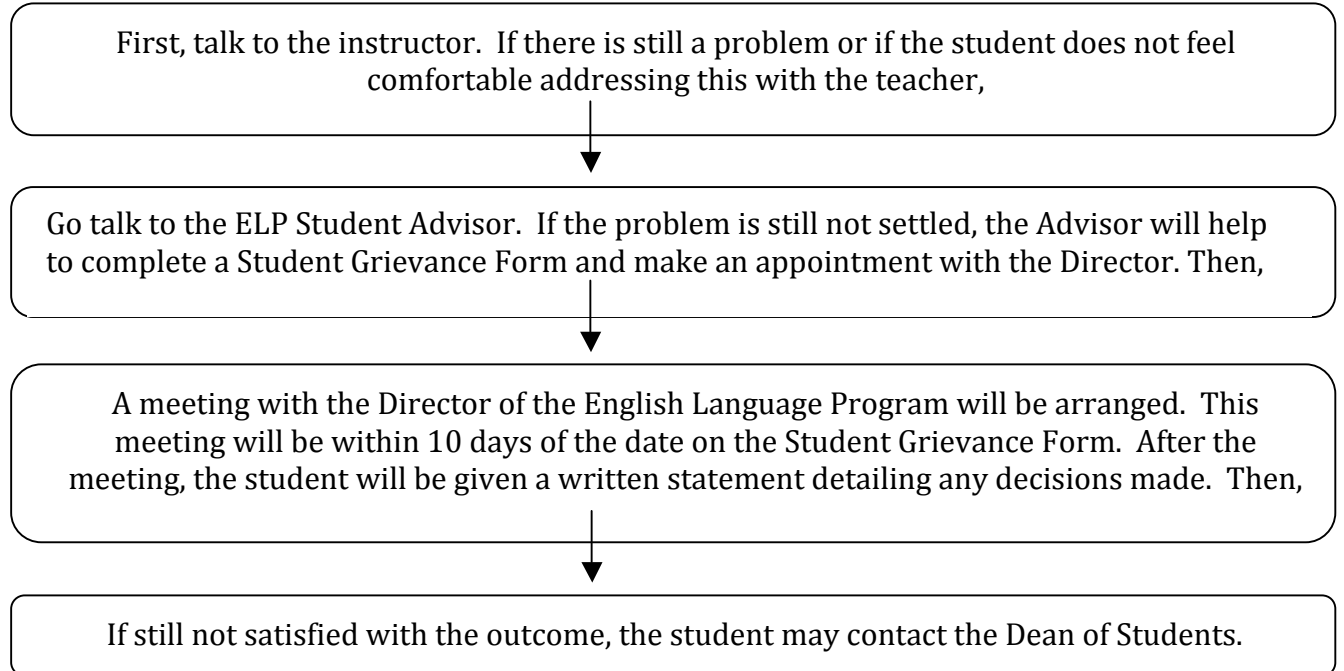 First, talk to the instructor.  If there is still a problem or if the student does not feel
comfortable addressing this with the teacher,
Go talk to the ELP Student Advisor.  If the problem is still not settled, the Advisor will help
to complete a Student Grievance Form and make an appointment with the Director. Then,
A meeting with the Director of the English Language Program will be arranged.  This
meeting will be within 10 days of the date on the Student Grievance Form.  After the
meeting, the student will be given a written statement detailing any decisions made.  Then,
If still not satisfied with the outcome, the student may contact the Dean of Students.